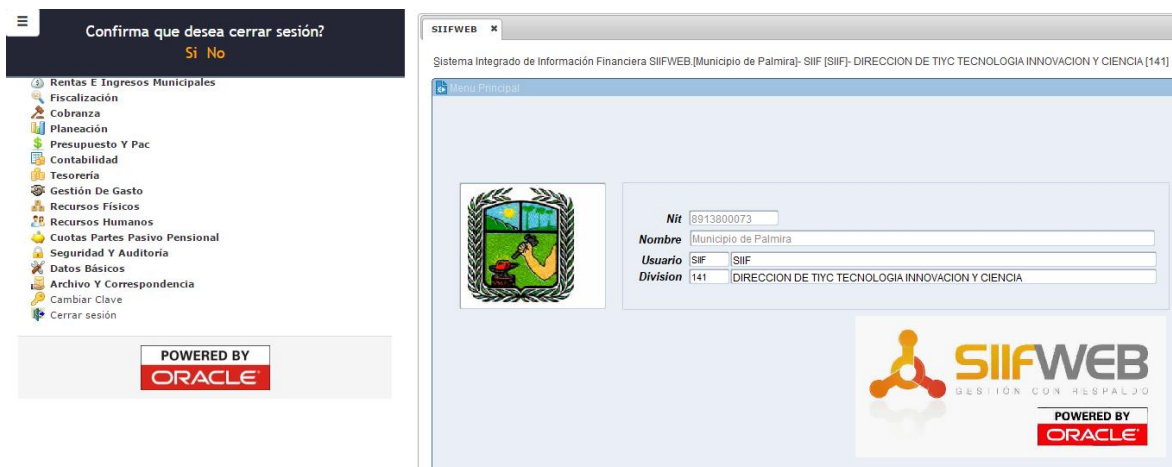 Confirma que desea cerrar sesión?
Si No
Rentas E Ingresos Municipales
Fiscalización
Cobranza
Planeación
Presupuesto Y Pac
Contabilidad
Tesorería
Gestión De Gasto
Recursos Físicos
Recursos Humanos
Cuotas Partes Pasivo Pensional
Seguridad Y Auditoría
Datos Básicos
Archivo Y Correspondencia
Cambiar Clave
Cerrar sesión
POWERED BY
ORACLE
SIIFWEB
Sistema Integrado de Información Financiera SIIFWEB.[Municipio de Palmira]- SIIF [SIIF]- DIRECCION DE TIYC TECNOLOGIA INNOVACION Y CIENCIA [141]
Menu Principal
Nit 8913800073
Nombre Municipio de Palmira
Usuario SIIF SIIF
Division 141 DIRECCION DE TIYC TECNOLOGIA INNOVACION Y CIENCIA
SIIFWEB
GESTIÓN CON RESPALDO
POWERED BY
ORACLE